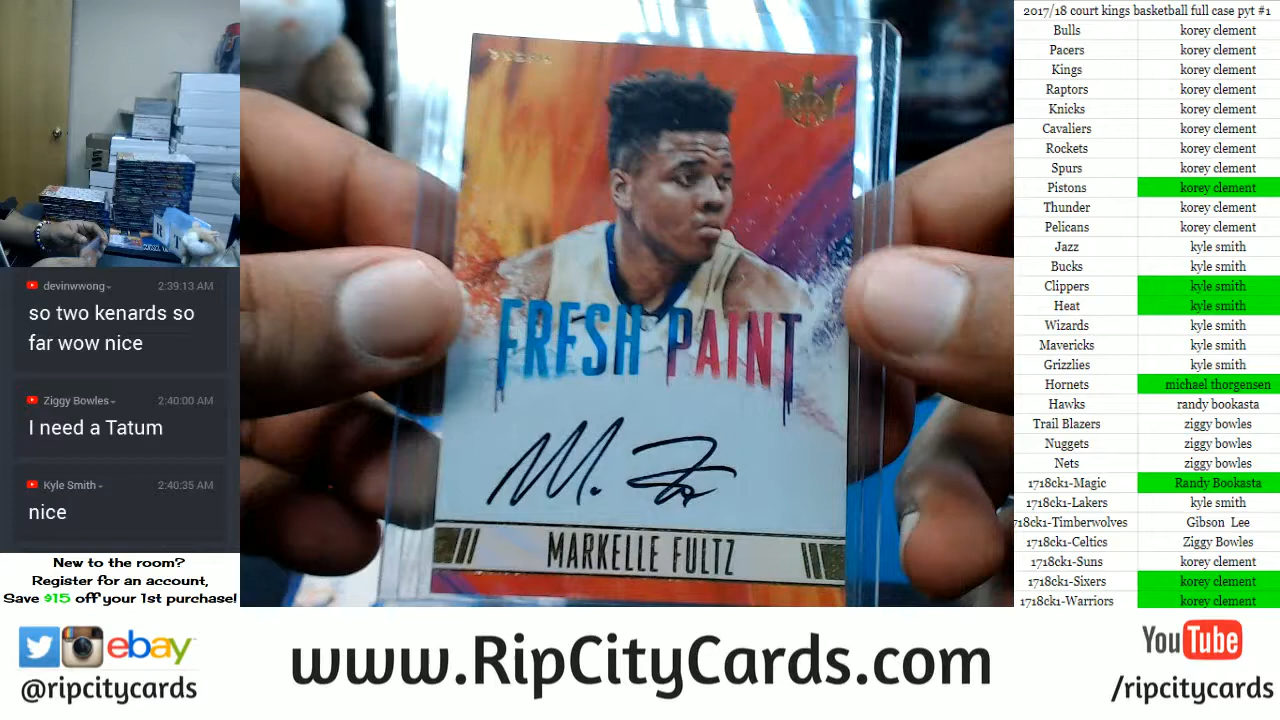 devinwwong 2:39:13 AM
so two kenards so
far wow nice
Ziggy Bowles 2:40:00 AM
I need a Tatum
Kyle Smith 2:40:35 AM
nice
New to the room?
Register for an account,
Save $15 off your 1st purchase!
FRESH PAINT
M. F
MARKELLE FULTZ
2017/18 court kings basketball full case pyt #1
Bulls korey clement
Pacers korey clement
Kings korey clement
Raptors korey clement
Knicks korey clement
Cavaliers korey clement
Rockets korey clement
Spurs korey clement
Pistons korey clement
Thunder korey clement
Pelicans korey clement
Jazz kyle smith
Bucks kyle smith
Clippers kyle smith
Heat kyle smith
Wizards kyle smith
Mavericks kyle smith
Grizzlies kyle smith
Hornets michael thorgensen
Hawks randy bookasta
Trail Blazers ziggy bowles
Nuggets ziggy bowles
Nets ziggy bowles
1718ck1-Magic Randy Bookasta
1718ck1-Lakers kyle smith
718ck1-Timberwolves Gibson Lee
1718ck1-Celtics Ziggy Bowles
1718ck1-Suns korey clement
1718ck1-Sixers korey clement
1718ck1-Warriors korey clement
ebay
@ripcitycards
www.RipCityCards.com
YouTube
/ripcitycards